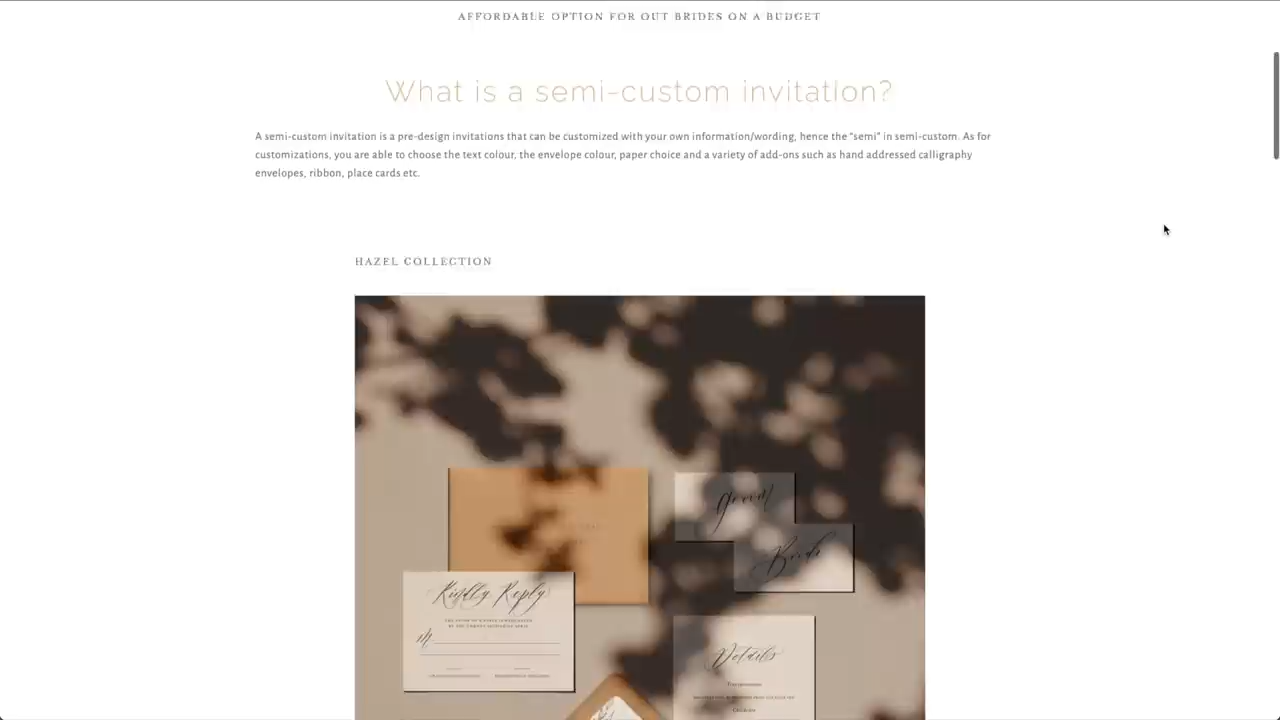 AFFORDABLE OPTION FOR OUT BRIDES ON A BUDGET
What is a semi-custom invitation?
A semi-custom invitation is a pre-design invitations that can be customized with your own information/wording, hence the "semi" in semi-custom. As for
customizations, you are able to choose the text colour, the envelope colour, paper choice and a variety of add-ons such as hand addressed calligraphy
envelopes, ribbon, place cards etc.
HAZEL COLLECTION
groom
Bride
Kindly Reply
M
Details